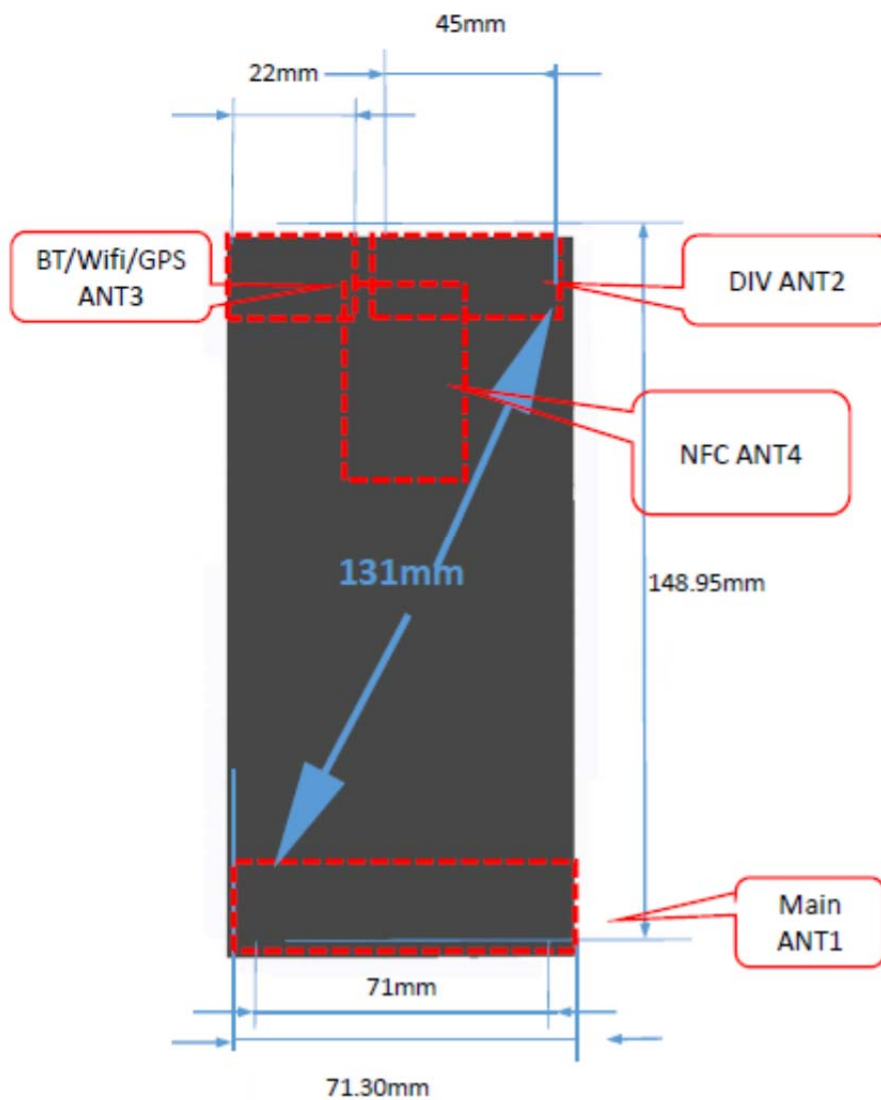 45mm
22mm
BT/Wifi/GPS
ANT3
DIV ANT2
NFC ANT4
131mm
148.95mm
Main
ANT1
71mm
71.30mm